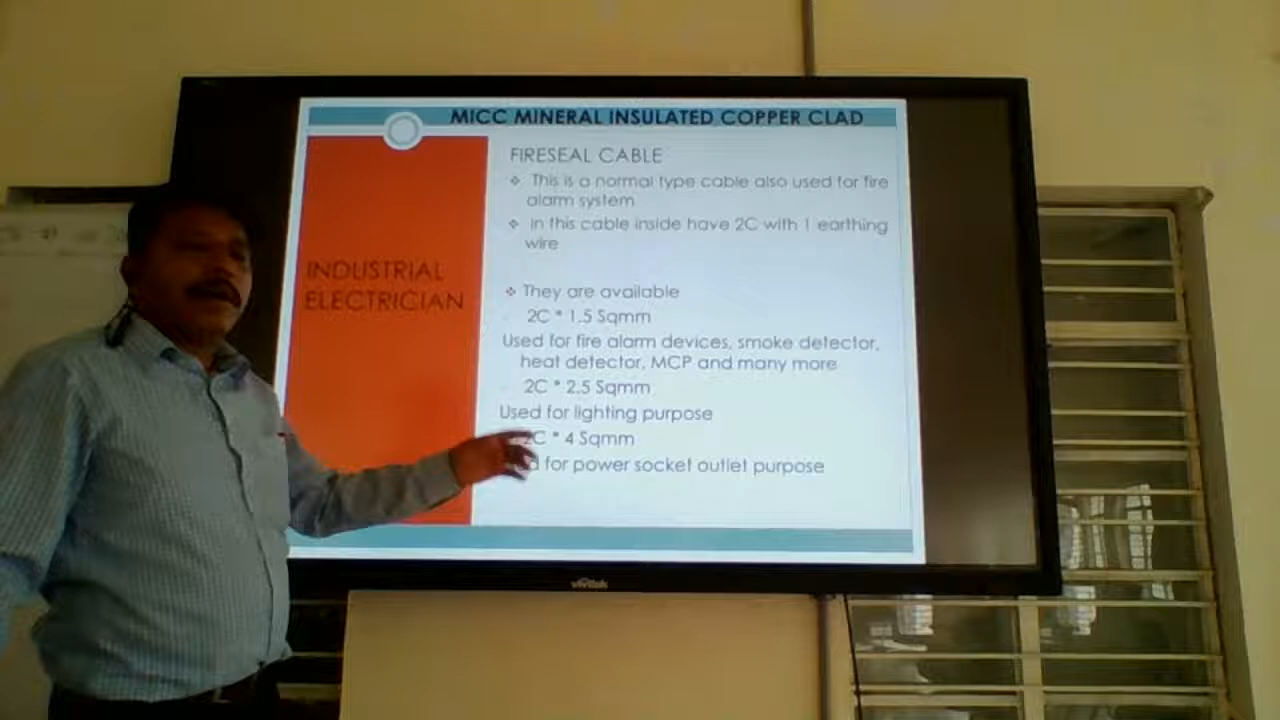 MICC MINERAL INSULATED COPPER CLAD
INDUSTRIAL
ELECTRICIAN
FIRESEAL CABLE
❖ This is a normal type cable also used for fire
alarm system
❖ In this cable inside have 2C with 1 earthing
wire
❖ They are available
2C * 1.5 Sqmm
Used for fire alarm devices, smoke detector,
heat detector, MCP and many more
2C * 2.5 Sqmm
Used for lighting purpose
2C * 4 Sqmm
for power socket outlet purpose
vivitek